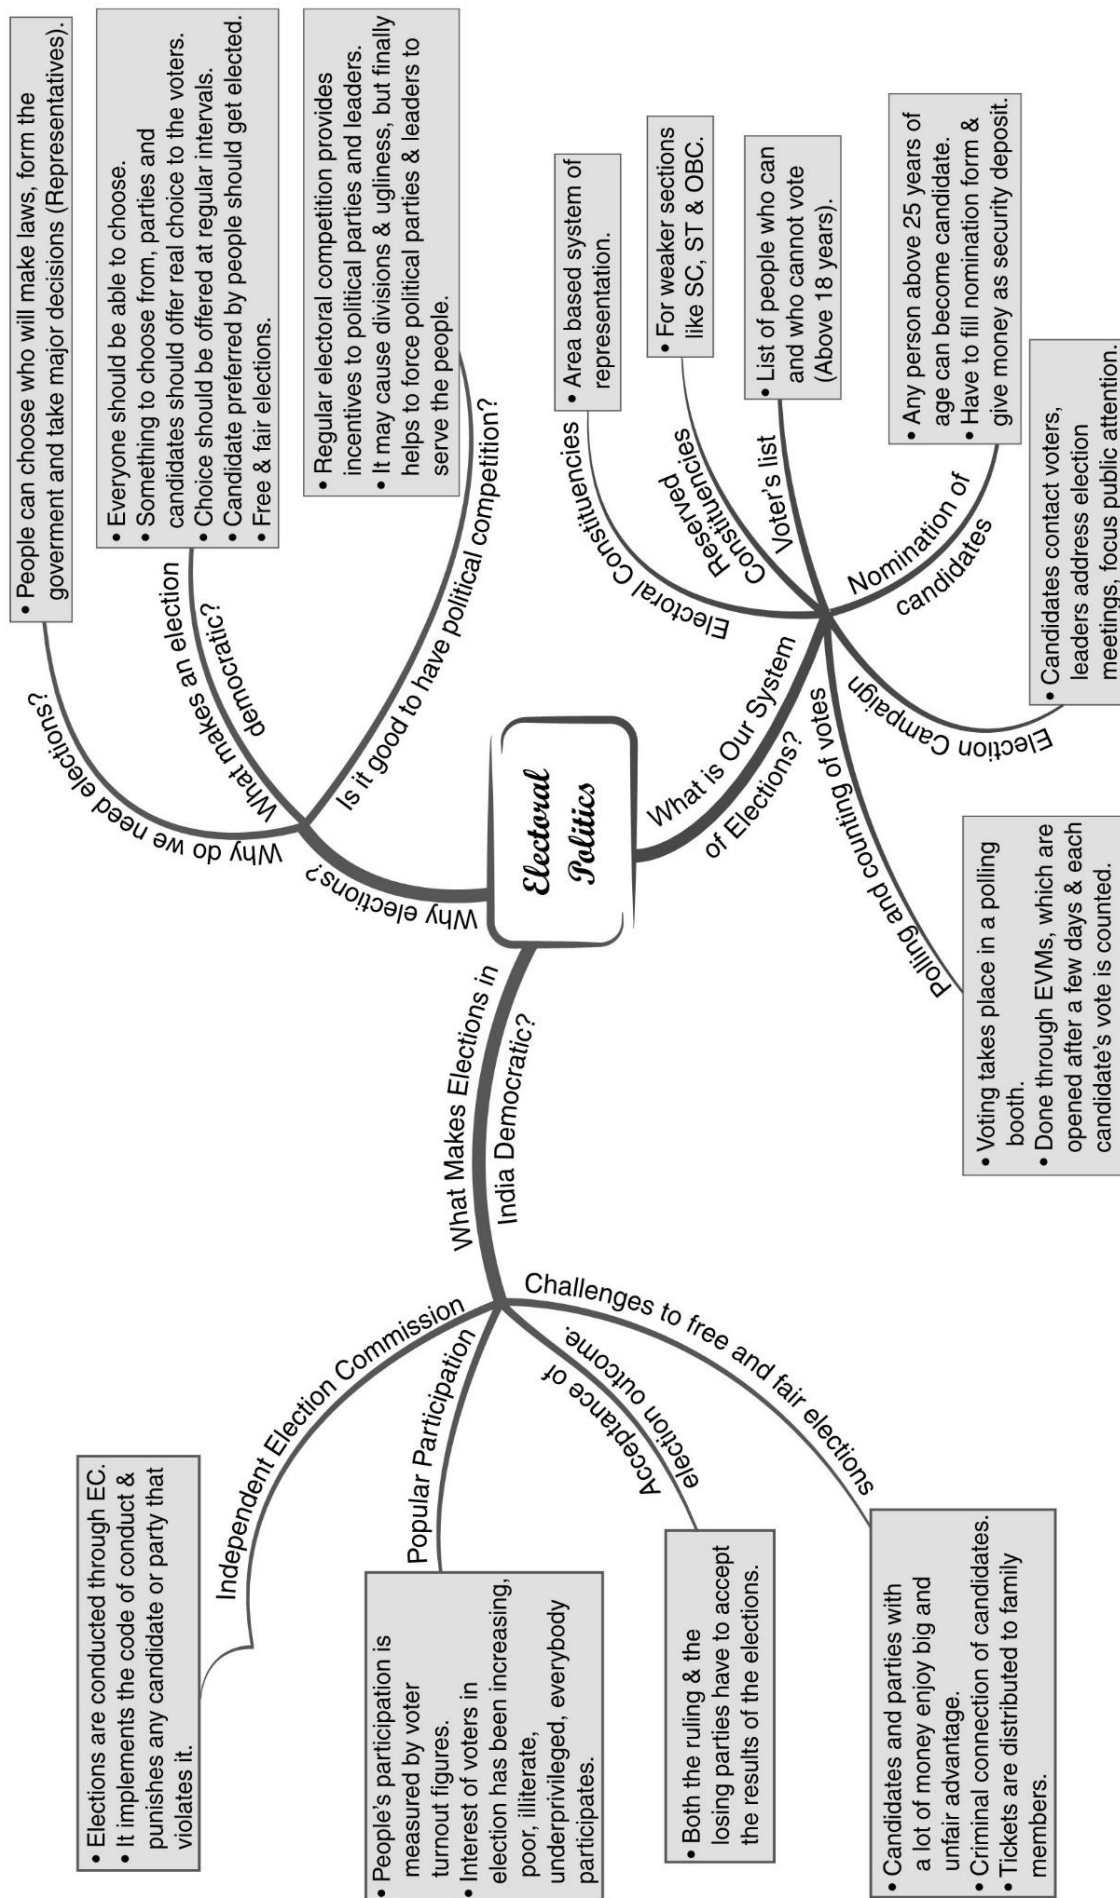 Electoral
Politics
Why elections?
Why do we need elections?
• People can choose who will make laws, form the
government and take major decisions (Representatives).
What makes an election
democratic?
• Everyone should be able to choose.
• Something to choose from, parties and
candidates should offer real choice to the voters.
• Choice should be offered at regular intervals.
• Candidate preferred by people should get elected.
• Free & fair elections.
Is it good to have political competition?
• Regular electoral competition provides
incentives to political parties and leaders.
• It may cause divisions & ugliness, but finally
helps to force political parties & leaders to
serve the people.
What is Our System
of Elections?
Electoral Constituencies
• Area based system of
representation.
Reserved
Constituencies
• For weaker sections
like SC, ST & OBC.
Voter's list
• List of people who can
and who cannot vote
(Above 18 years).
Nomination of
candidates
• Any person above 25 years of
age can become candidate.
• Have to fill nomination form &
give money as security deposit.
Election Campaign
• Candidates contact voters,
leaders address election
meetings, focus public attention.
Polling and counting of votes
• Voting takes place in a polling
booth.
• Done through EVMs, which are
opened after a few days & each
candidate's vote is counted.
What Makes Elections in
India Democratic?
Independent Election Commission
• Elections are conducted through EC.
• It implements the code of conduct &
punishes any candidate or party that
violates it.
Popular Participation
• People's participation is
measured by voter
turnout figures.
• Interest of voters in
election has been increasing,
poor, illiterate,
underprivileged, everybody
participates.
Acceptance of
election outcome.
• Both the ruling & the
losing parties have to accept
the results of the elections.
Challenges to free and fair elections
• Candidates and parties with
a lot of money enjoy big and
unfair advantage.
• Criminal connection of candidates.
• Tickets are distributed to family
members.